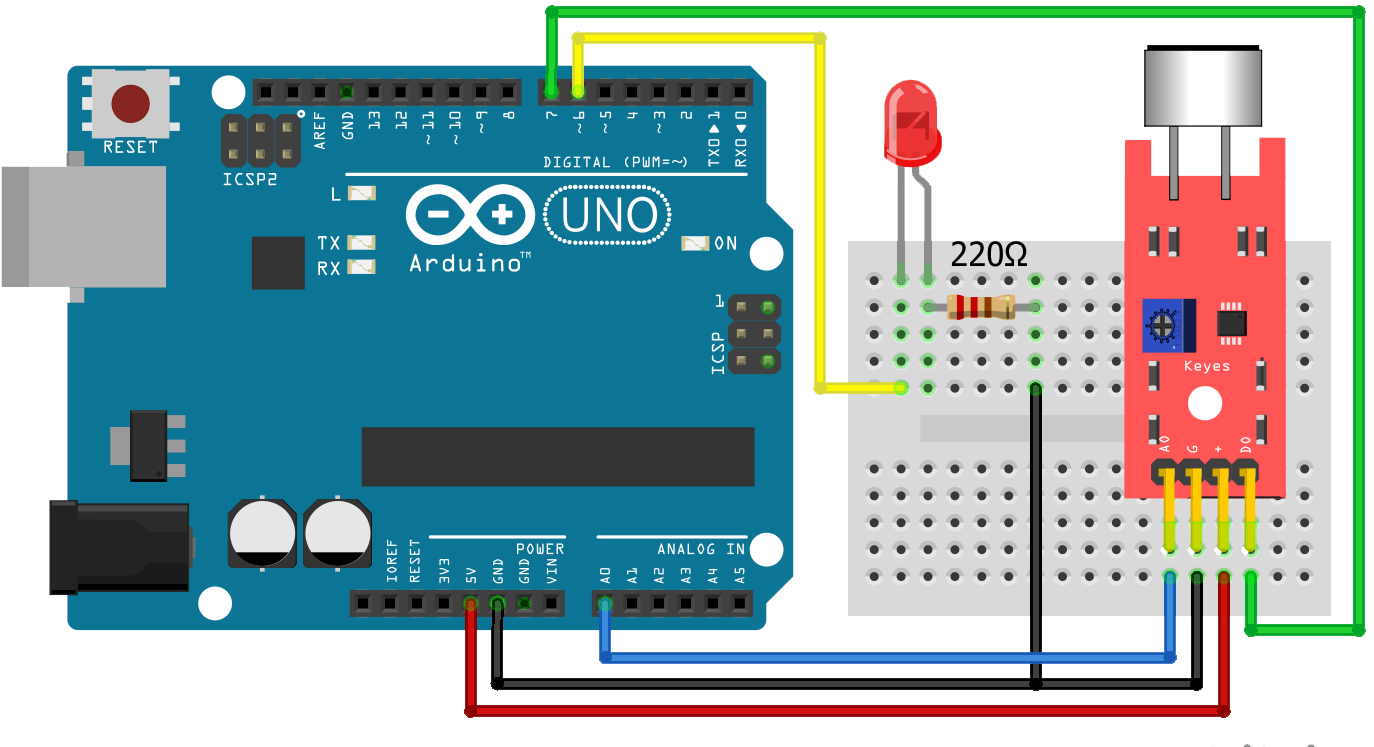 RESET
ICSP2
AREF
GND
13
12
~11
~10
~9
8
7
~6
~5
4
~3
2
TXO▶1
RXO◀0
DIGITAL (PWM=~)
L
TX
RX
Arduino™
UNO
ON
1
ICSP
220Ω
Keyes
A0
G
+
D0
IOREF
RESET
3V3
5V
GND
GND
VIN
POWER
ANALOG IN
A0
A1
A2
A3
A4
A5